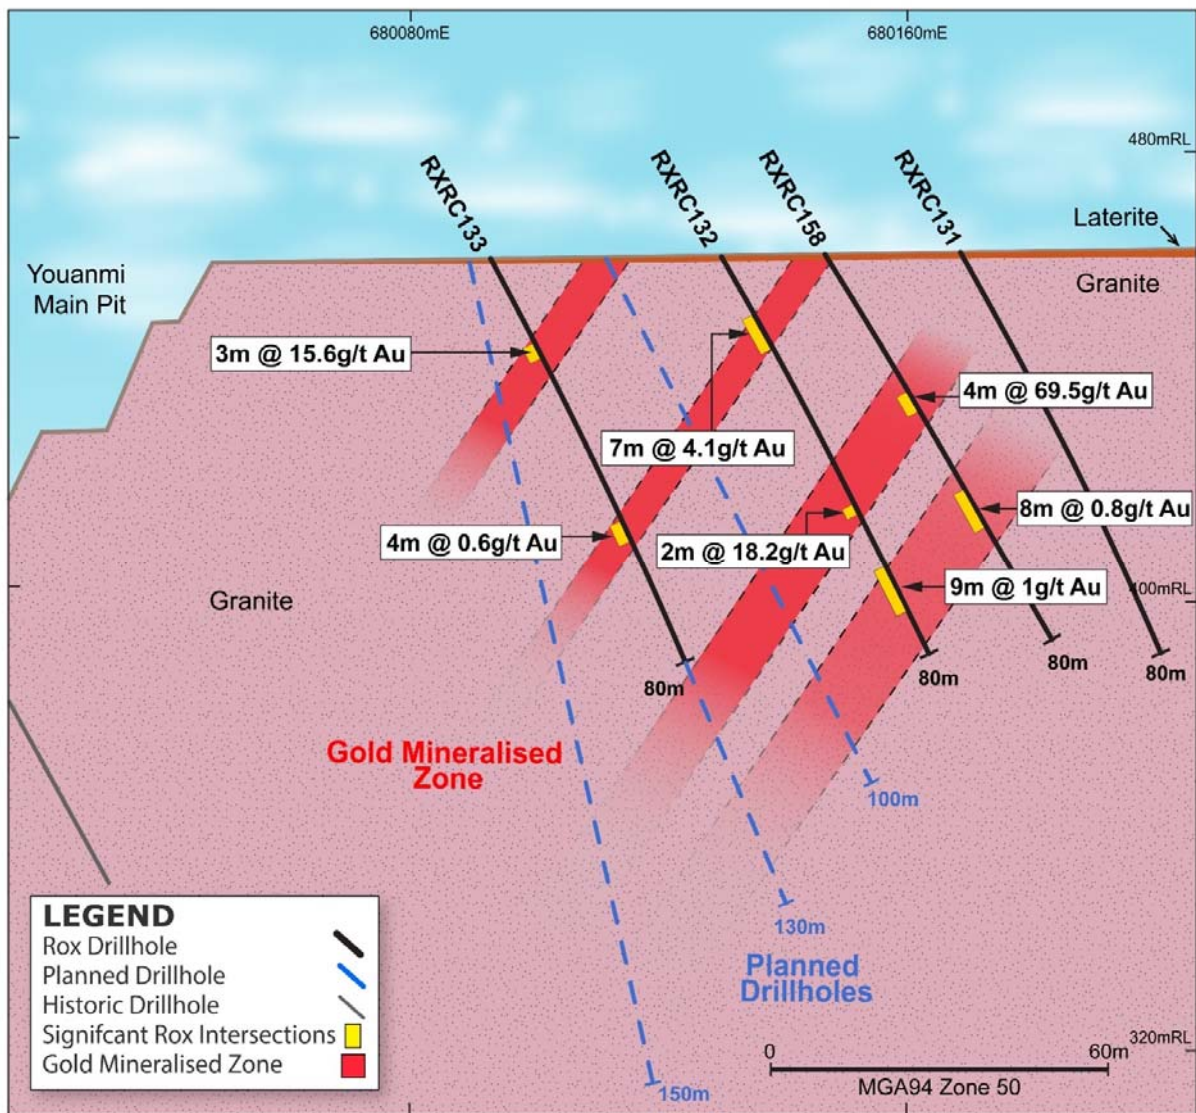 680080mE
680160mE
480mRL
RXRC133
RXRC132
RXRC158
RXRC131
Laterite
Youanmi
Main Pit
Granite
3m @ 15.6g/t Au
4m @ 69.5g/t Au
7m @ 4.1g/t Au
8m @ 0.8g/t Au
4m @ 0.6g/t Au
2m @ 18.2g/t Au
9m @ 1g/t Au
400mRL
Granite
80m
80m
80m
80m
Gold Mineralised
Zone
100m
130m
Planned
Drillholes
LEGEND
Rox Drillhole
Planned Drillhole
Historic Drillhole
Signifcant Rox Intersections
Gold Mineralised Zone
320mRL
0
60m
MGA94 Zone 50
150m